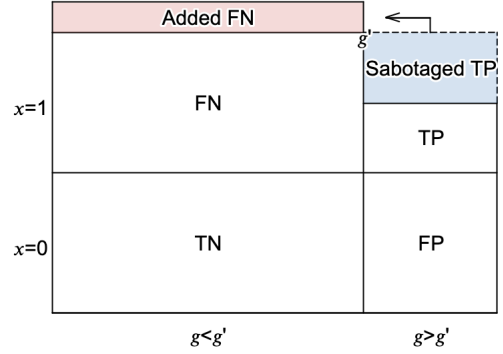 Added FN
g'
Sabotaged TP
FN
x=1
TP
TN
FP
x=0
g<g'
g>g'